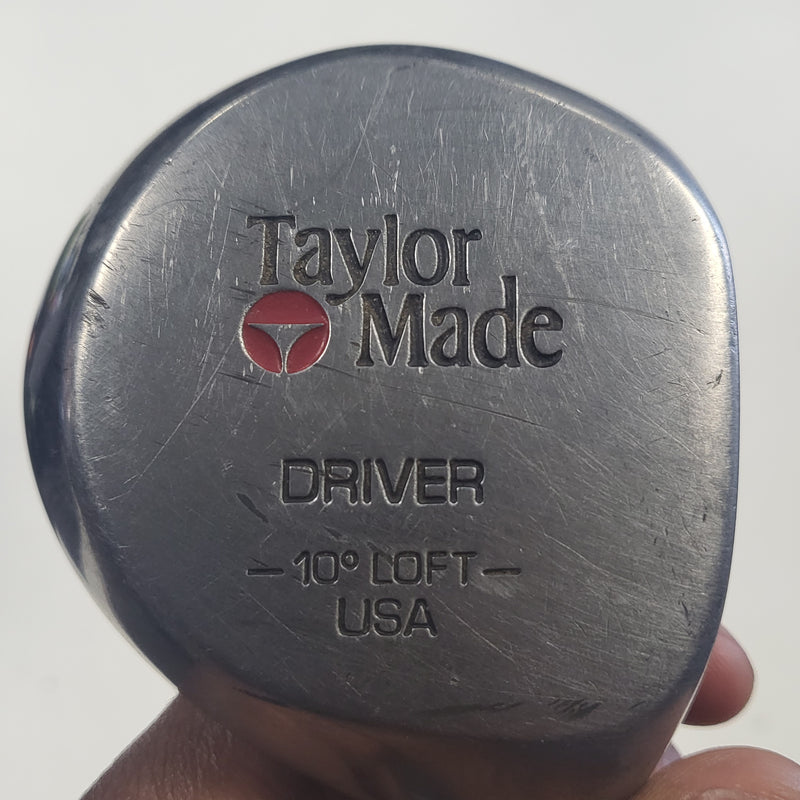 Taylor
Made
DRIVER
- 10° LOFT -
USA